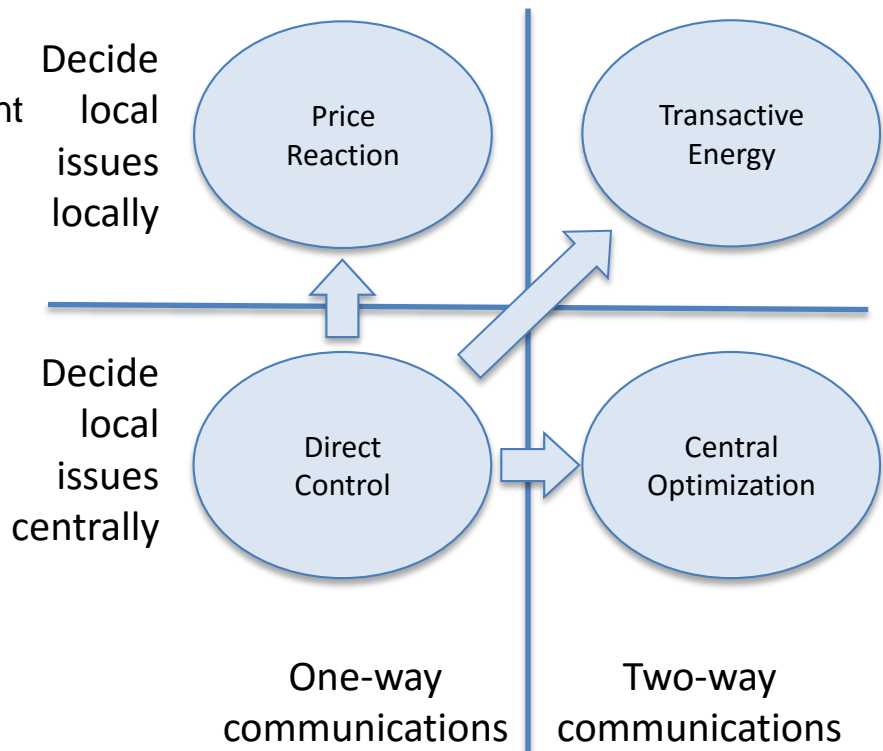 Decide
local
issues
locally
nt
Price
Reaction
Transactive
Energy
Decide
local
issues
centrally
Direct
Control
Central
Optimization
One-way
communications
Two-way
communications